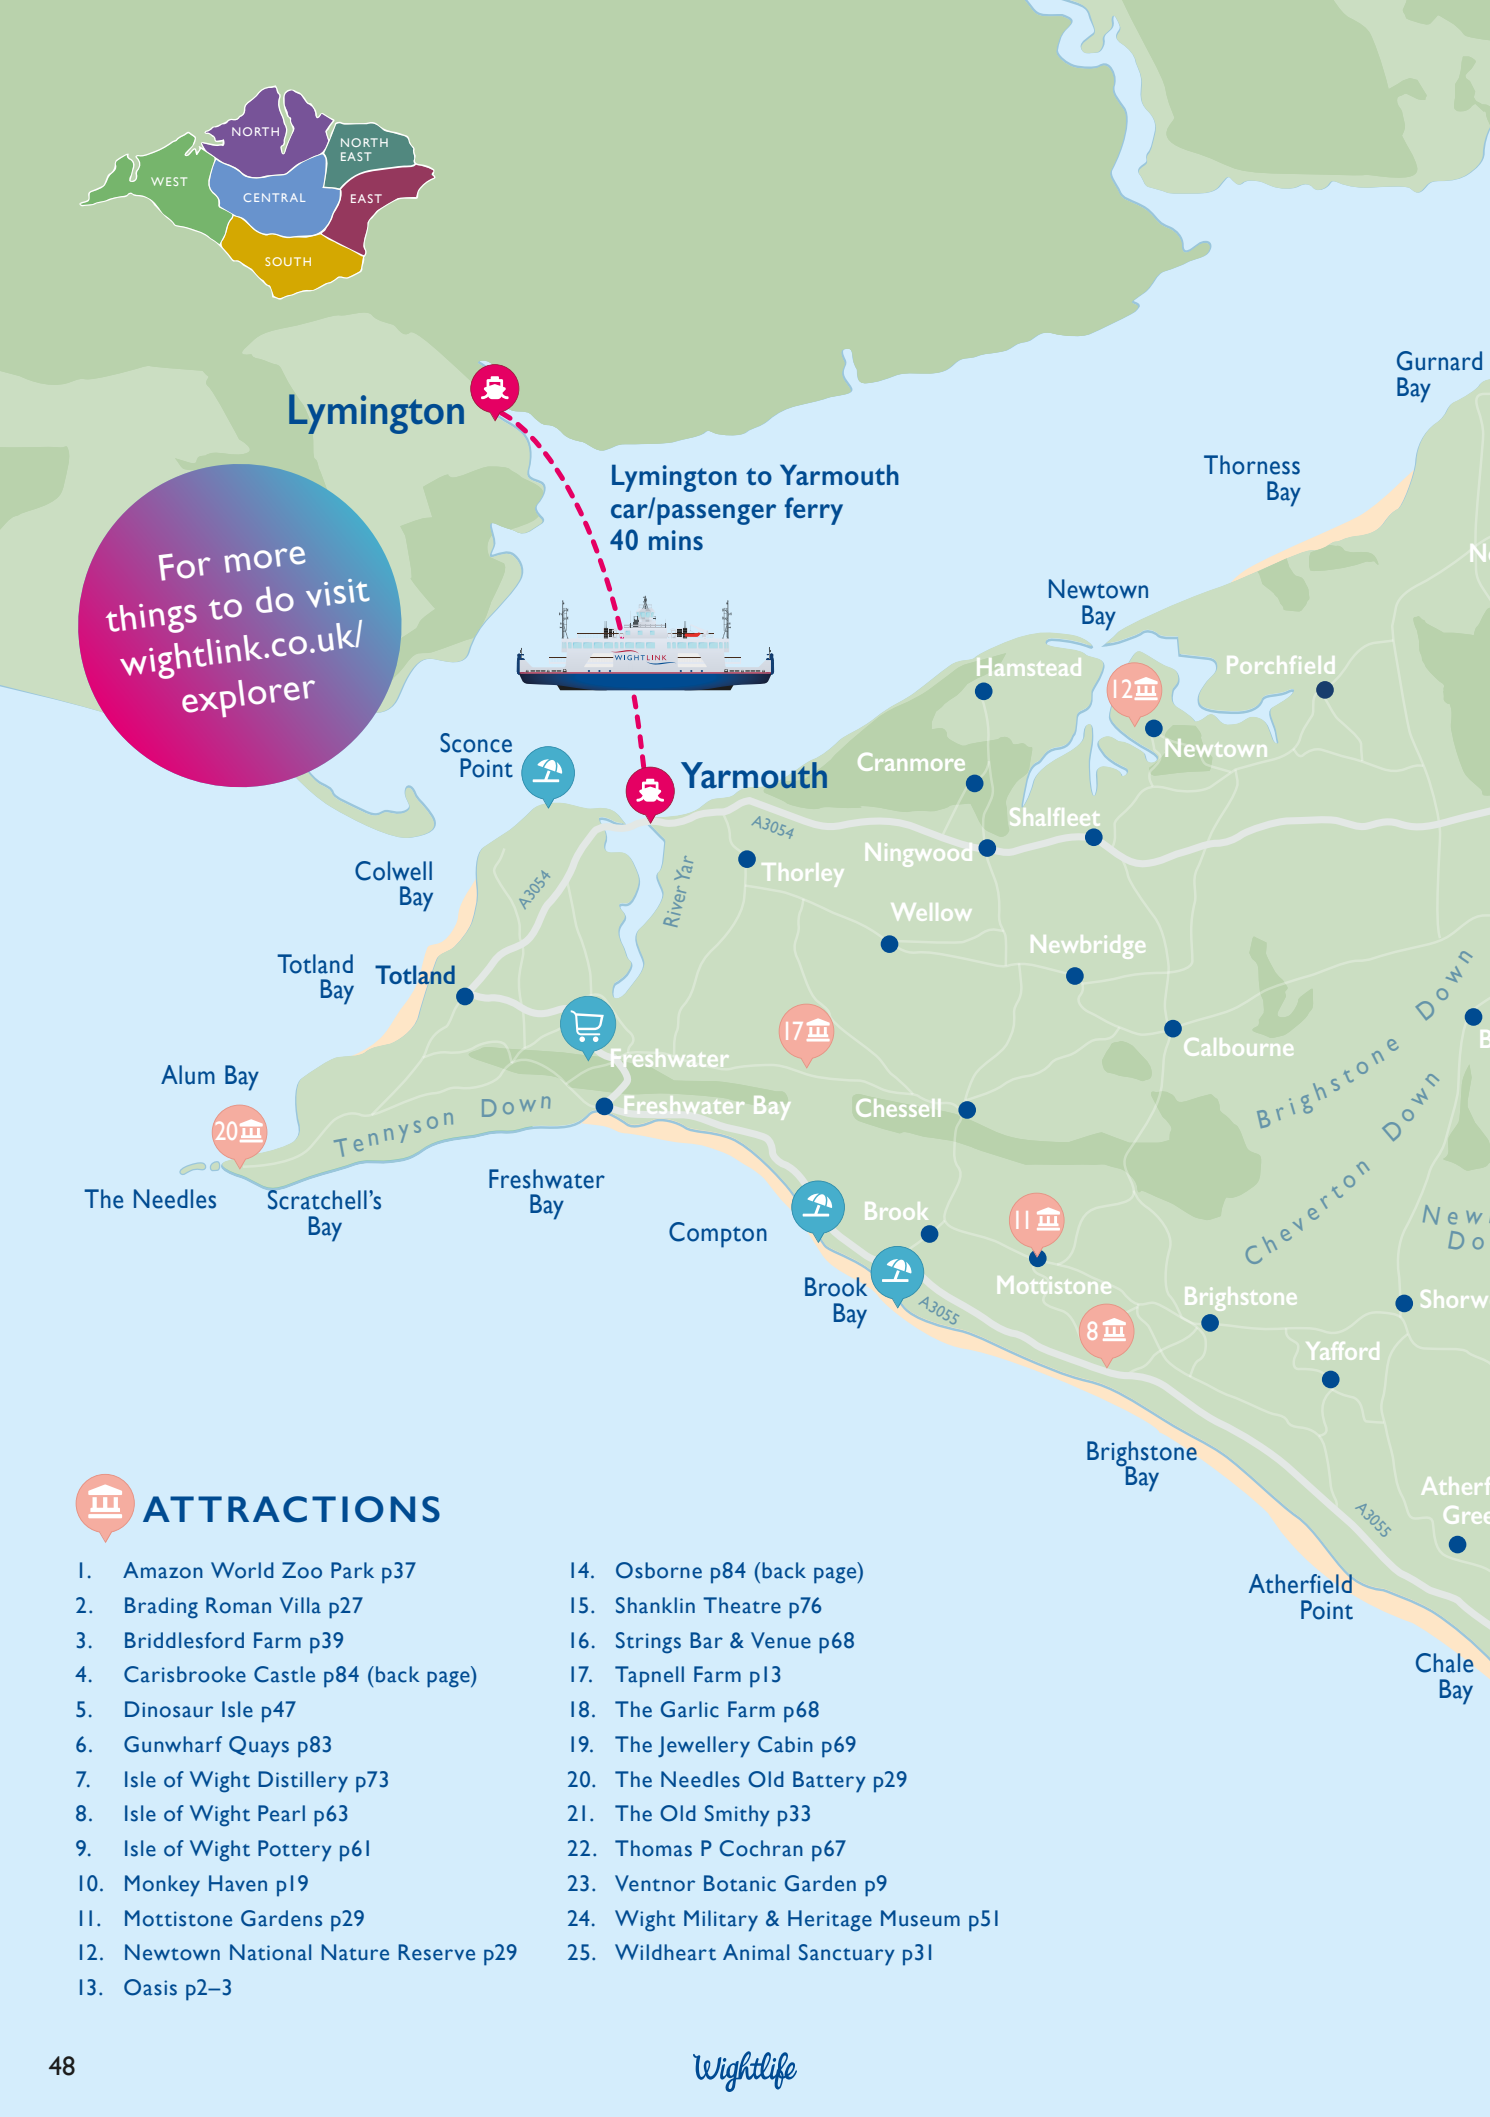 NORTH
NORTH
EAST
WEST
CENTRAL
EAST
SOUTH
Gurnard
Bay
Lymington
Thorness
Bay
Lymington to Yarmouth
car/passenger ferry
40 mins
For more
things to do visit
wightlink.co.uk/
explorer
Newtown
Bay
WIGHTLINK
Hamstead
12
Porchfield
Newtown
Sconce
Point
Yarmouth
Cranmore
Shalfleet
A3054
Ningwood
Thorley
Colwell
Bay
A3054
River Yar
Wellow
Newbridge
Totland
Bay
Totland
17
Calbourne
Brighstone Down
Freshwater
Alum Bay
Tennyson Down
Freshwater Bay
Chessell
Cheverton Down
20
The Needles
Scratchell's
Bay
Freshwater
Bay
Compton
Brook
11
Mottistone
Brook
Bay
A3055
8
Brighstone
Shorw
Yafford
Brighstone
Bay
Atherf
Gree
A3055
Atherfield
Point
Chale
Bay
ATTRACTIONS
1. Amazon World Zoo Park p37
2. Brading Roman Villa p27
3. Briddlesford Farm p39
4. Carisbrooke Castle p84 (back page)
5. Dinosaur Isle p47
6. Gunwharf Quays p83
7. Isle of Wight Distillery p73
8. Isle of Wight Pearl p63
9. Isle of Wight Pottery p61
10. Monkey Haven p19
11. Mottistone Gardens p29
12. Newtown National Nature Reserve p29
13. Oasis p2–3
14. Osborne p84 (back page)
15. Shanklin Theatre p76
16. Strings Bar & Venue p68
17. Tapnell Farm p13
18. The Garlic Farm p68
19. The Jewellery Cabin p69
20. The Needles Old Battery p29
21. The Old Smithy p33
22. Thomas P Cochran p67
23. Ventnor Botanic Garden p9
24. Wight Military & Heritage Museum p51
25. Wildheart Animal Sanctuary p31
48
Wightlife